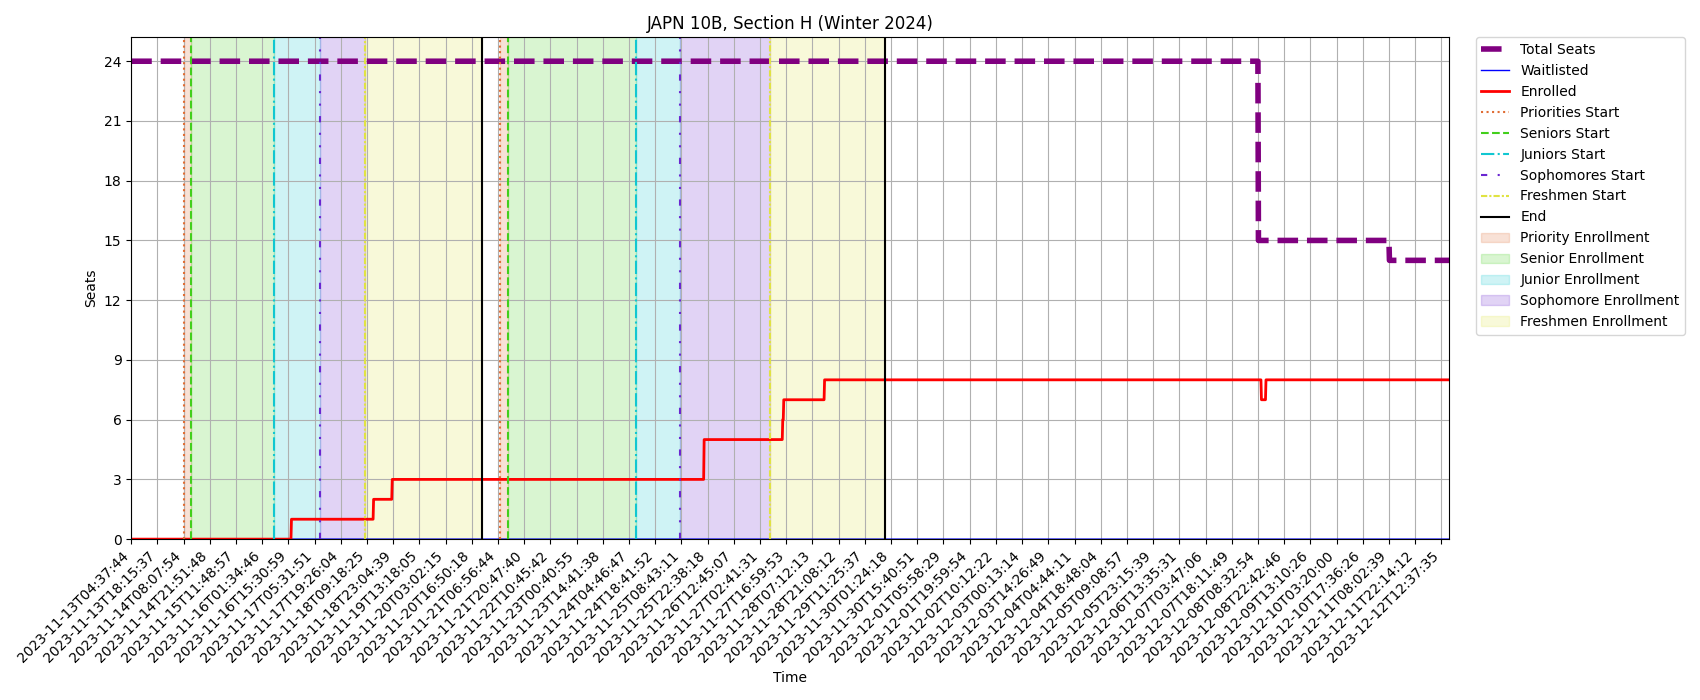 JAPN 10B, Section H (Winter 2024)
Seats
24
21
18
15
12
9
6
3
0
2023-11-13T04:37:44
2023-11-13T18:15:37
2023-11-14T08:07:54
2023-11-14T21:51:48
2023-11-15T11:48:57
2023-11-16T01:34:46
2023-11-16T15:30:59
2023-11-17T05:31:51
2023-11-17T19:26:04
2023-11-18T09:18:25
2023-11-18T23:04:39
2023-11-19T13:18:05
2023-11-20T03:02:15
2023-11-20T16:50:18
2023-11-21T06:56:44
2023-11-21T20:47:40
2023-11-22T10:45:42
2023-11-23T00:40:55
2023-11-23T14:41:38
2023-11-24T04:46:47
2023-11-24T18:41:52
2023-11-25T08:43:11
2023-11-25T22:38:18
2023-11-26T12:45:07
2023-11-27T02:41:31
2023-11-27T16:59:53
2023-11-28T07:12:13
2023-11-28T21:08:12
2023-11-29T11:25:37
2023-11-30T01:24:18
2023-11-30T15:40:51
2023-12-01T05:58:29
2023-12-01T19:59:54
2023-12-02T10:12:22
2023-12-03T00:13:14
2023-12-03T14:26:49
2023-12-04T04:44:11
2023-12-04T18:48:04
2023-12-05T09:08:57
2023-12-05T23:15:39
2023-12-06T13:35:31
2023-12-07T03:47:06
2023-12-07T18:11:49
2023-12-08T08:32:54
2023-12-08T22:42:46
2023-12-09T13:10:26
2023-12-10T03:20:00
2023-12-10T17:36:26
2023-12-11T08:02:39
2023-12-11T22:14:12
2023-12-12T12:37:35
Time
Total Seats
Waitlisted
Enrolled
Priorities Start
Seniors Start
Juniors Start
Sophomores Start
Freshmen Start
End
Priority Enrollment
Senior Enrollment
Junior Enrollment
Sophomore Enrollment
Freshmen Enrollment